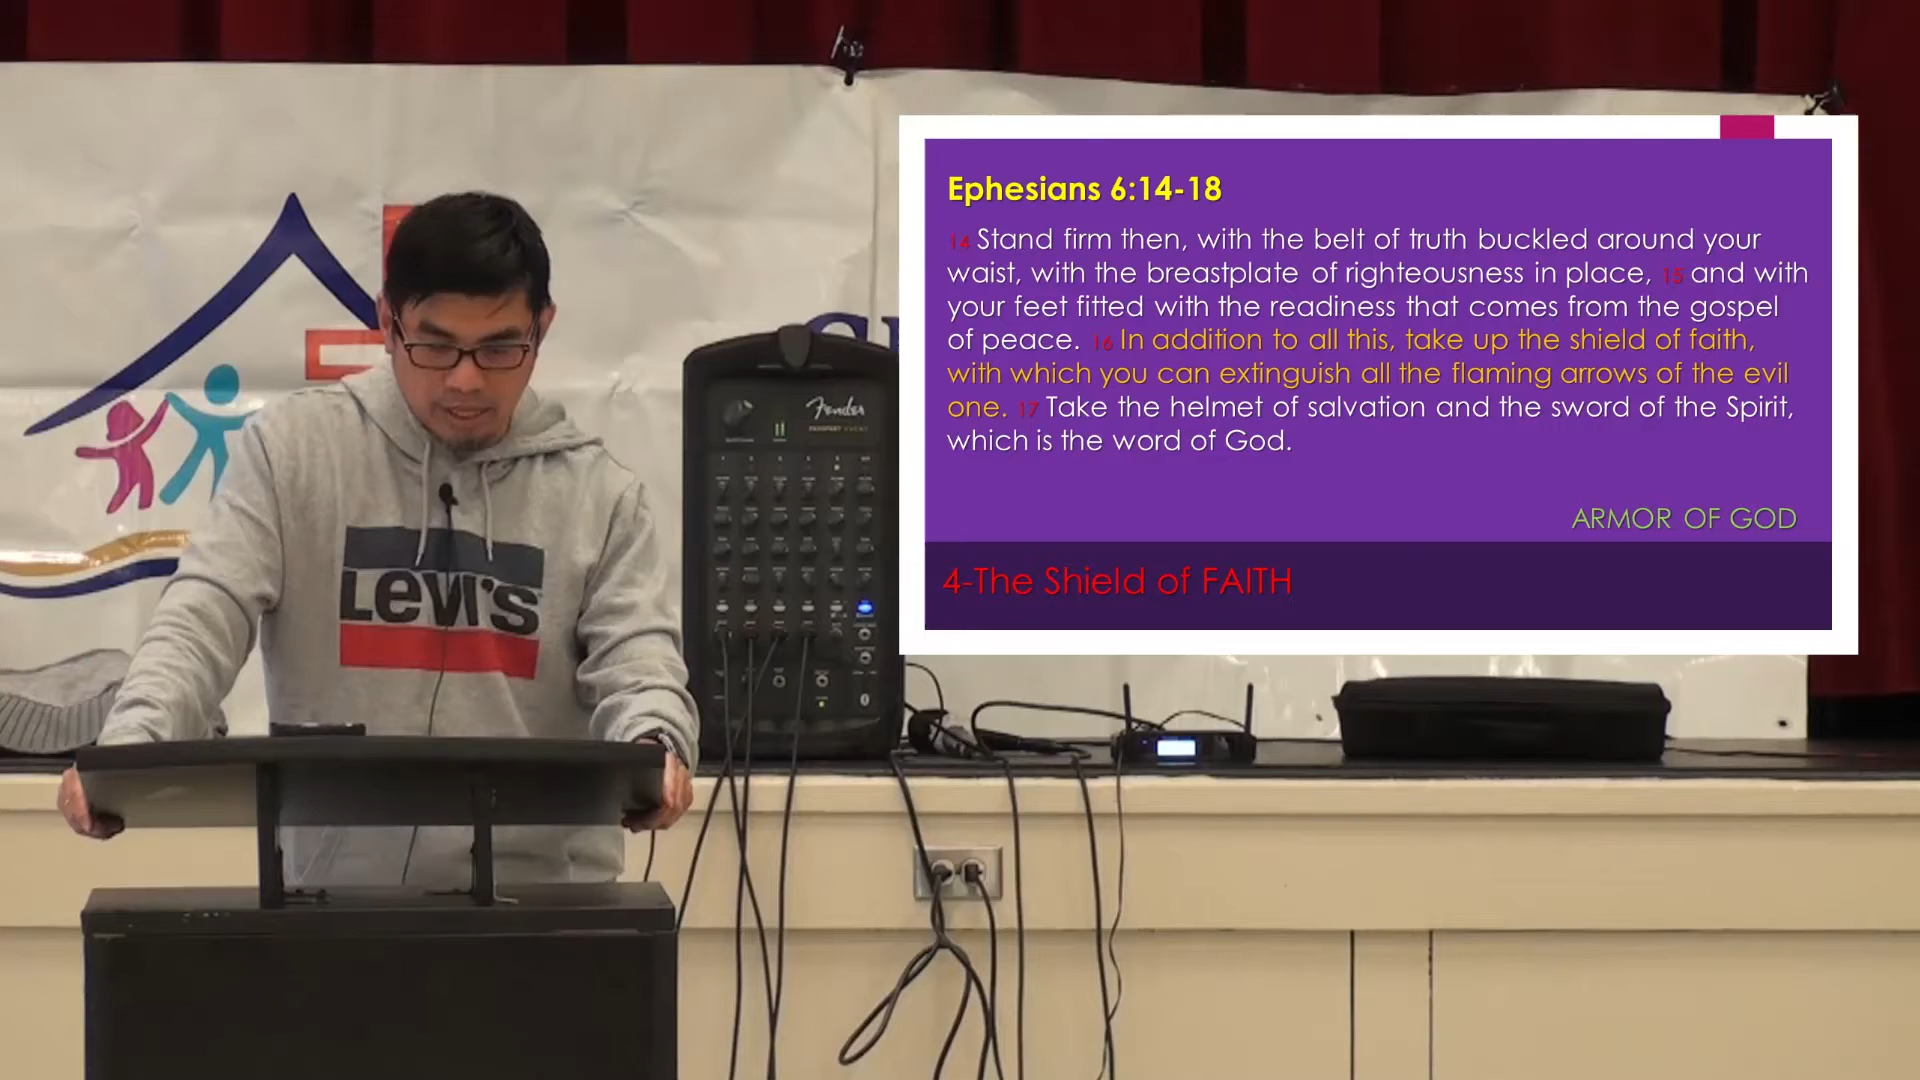 Ephesians 6:14-18
14 Stand firm then, with the belt of truth buckled around your
waist, with the breastplate of righteousness in place, 15 and with
your feet fitted with the readiness that comes from the gospel
of peace. 16 In addition to all this, take up the shield of faith,
with which you can extinguish all the flaming arrows of the evil
one. 17 Take the helmet of salvation and the sword of the Spirit,
which is the word of God.
ARMOR OF GOD
4-The Shield of FAITH
Fender
LEVI'S